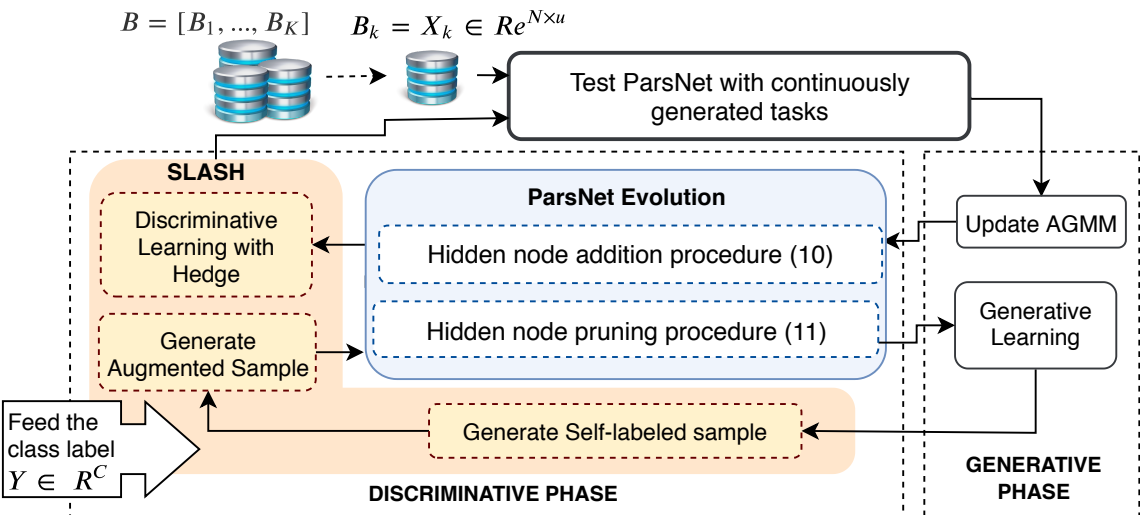 B = [B₁, ..., B_K]
B_k = X_k ∈ Re^{N×u}
Test ParsNet with continuously
generated tasks
SLASH
Discriminative
Learning with
Hedge
Generate
Augmented Sample
ParsNet Evolution
Hidden node addition procedure (10)
Hidden node pruning procedure (11)
Update AGMM
Generative
Learning
Feed the
class label
Y ∈ R^C
Generate Self-labeled sample
DISCRIMINATIVE PHASE
GENERATIVE
PHASE